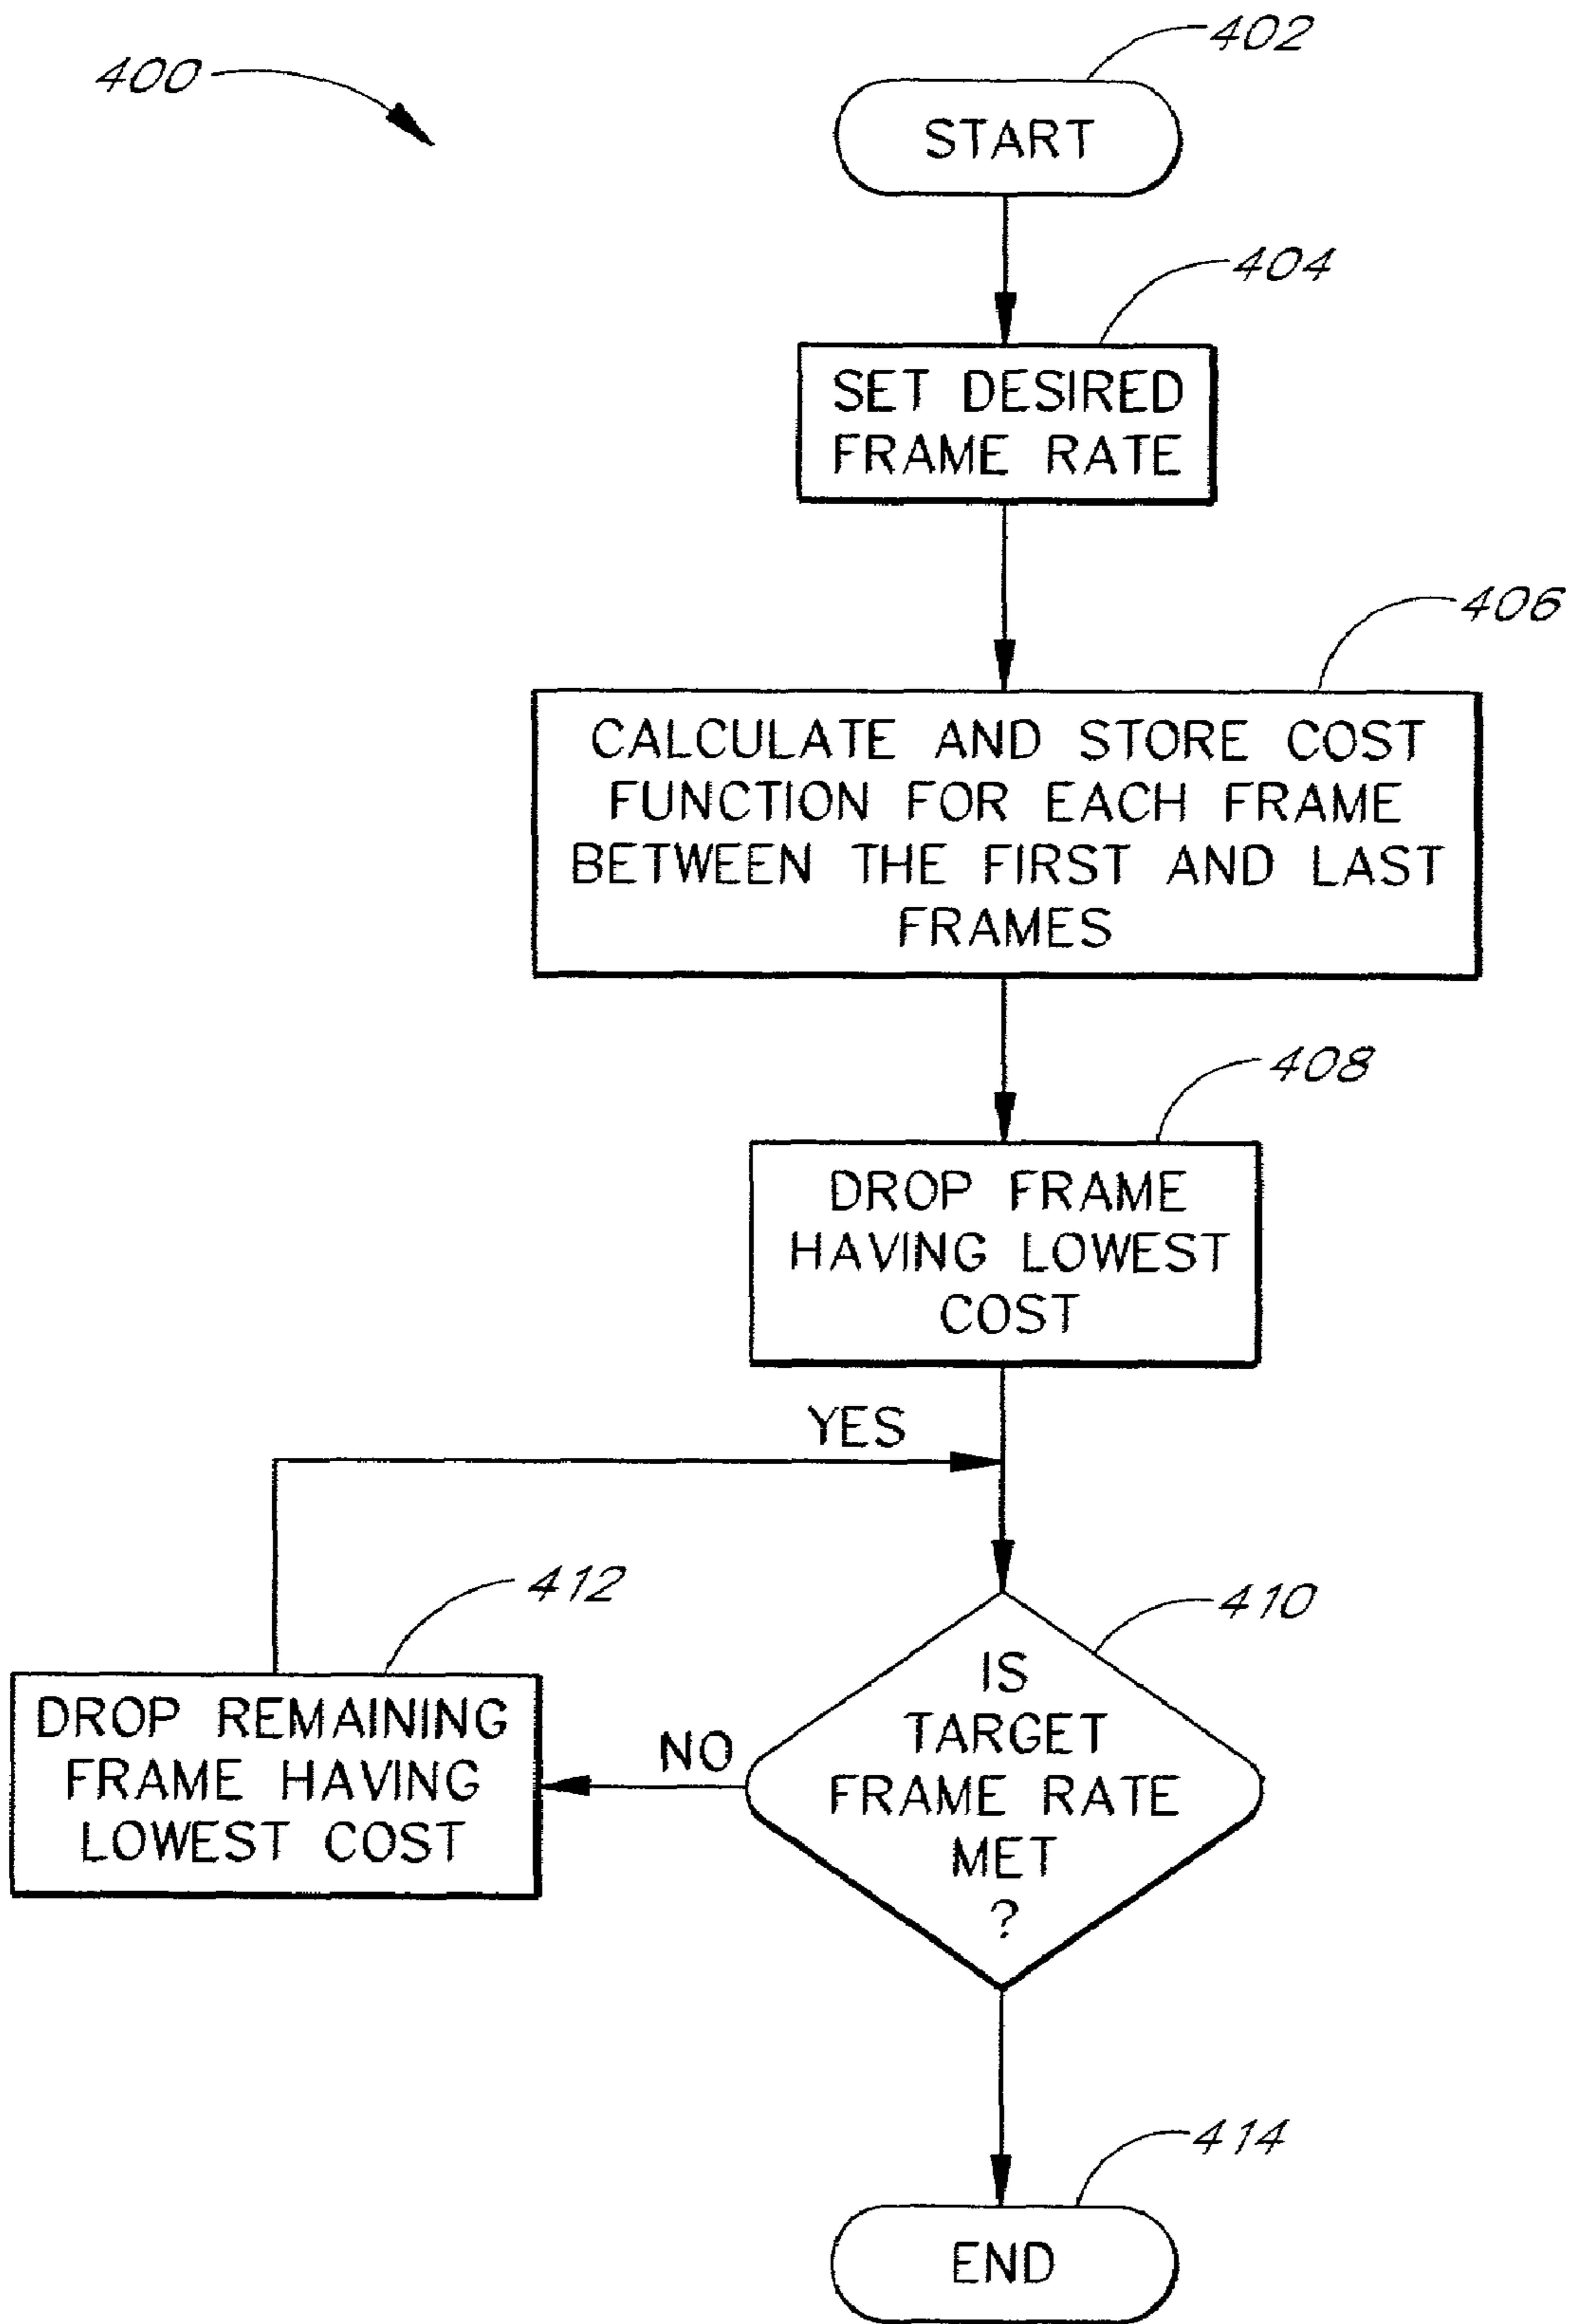 400
402
START
404
SET DESIRED
FRAME RATE
406
CALCULATE AND STORE COST
FUNCTION FOR EACH FRAME
BETWEEN THE FIRST AND LAST
FRAMES
408
DROP FRAME
HAVING LOWEST
COST
YES
412
DROP REMAINING
FRAME HAVING
LOWEST COST
NO
410
IS
TARGET
FRAME RATE
MET
?
414
END